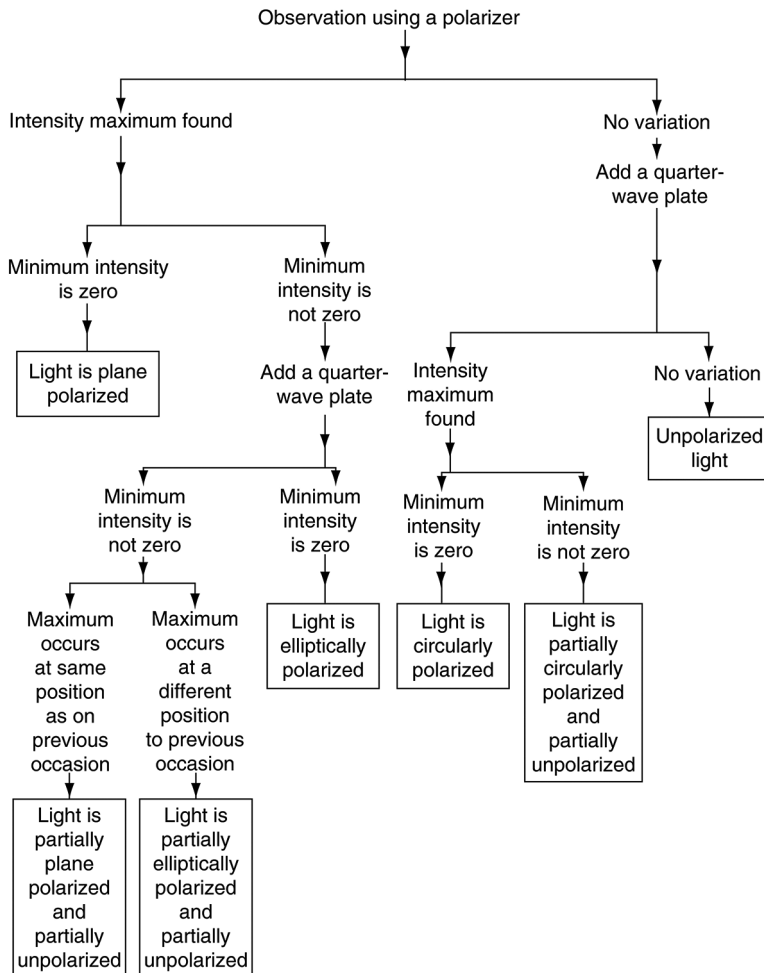 Observation using a polarizer
Intensity maximum found
No variation
Add a quarter-
wave plate
Minimum intensity
is zero
Minimum
intensity is
not zero
Light is plane
polarized
Add a quarter-
wave plate
Intensity
maximum
found
No variation
Unpolarized
light
Minimum
intensity is
not zero
Minimum
intensity
is zero
Minimum
intensity
is zero
Minimum
intensity
is not zero
Maximum
occurs
at same
position
as on
previous
occasion
Maximum
occurs
at a
different
position
to previous
occasion
Light is
elliptically
polarized
Light is
circularly
polarized
Light is
partially
circularly
polarized
and
partially
unpolarized
Light is
partially
plane
polarized
and
partially
unpolarized
Light is
partially
elliptically
polarized
and
partially
unpolarized